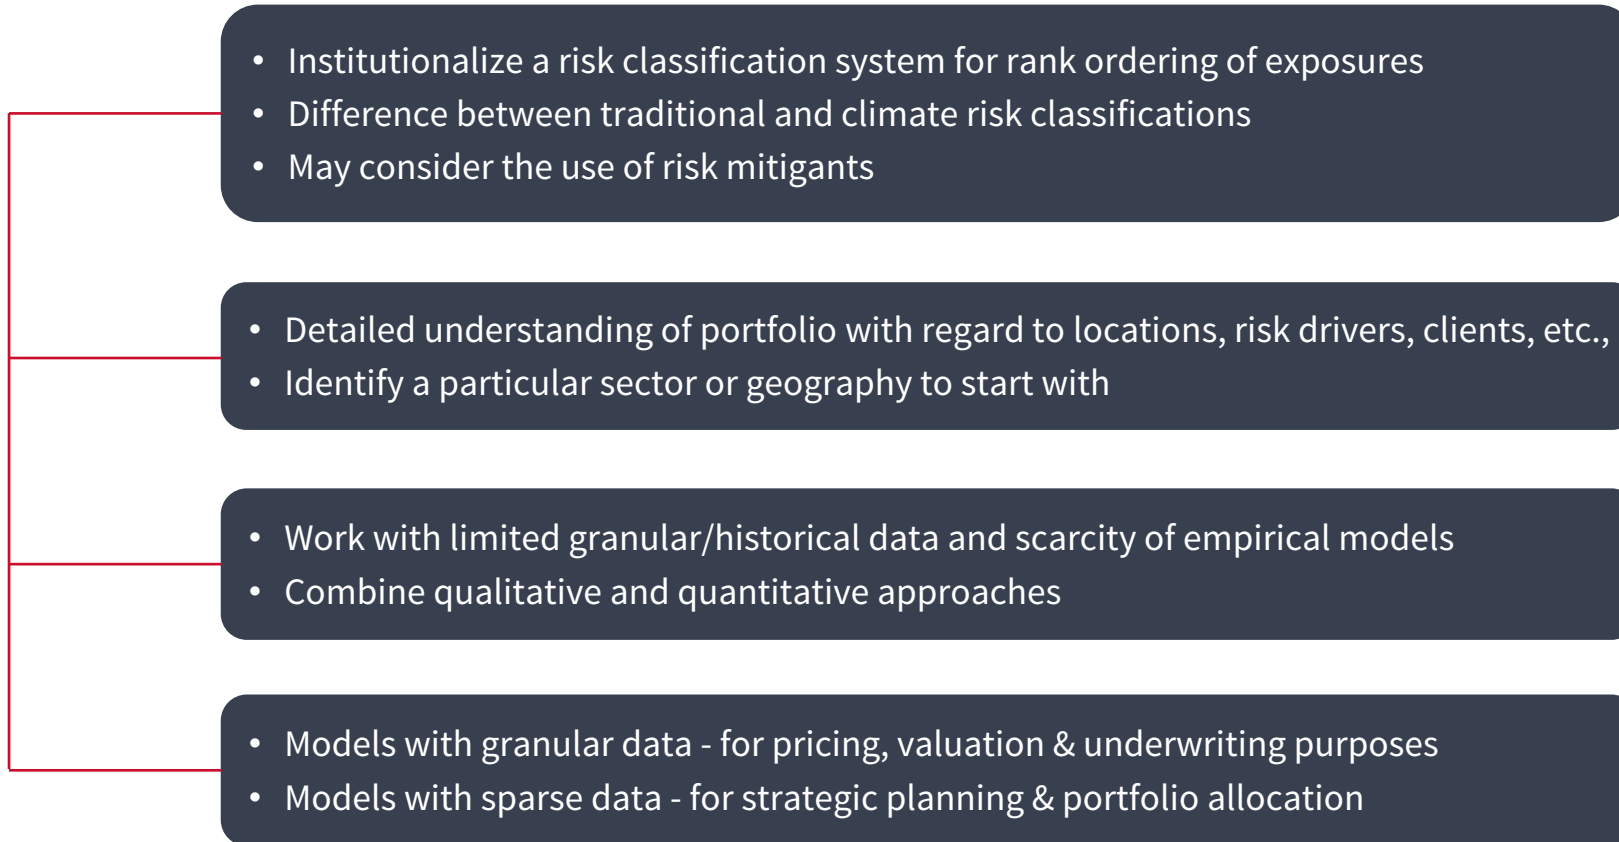 • Institutionalize a risk classification system for rank ordering of exposures
• Difference between traditional and climate risk classifications
• May consider the use of risk mitigants
• Detailed understanding of portfolio with regard to locations, risk drivers, clients, etc.,
• Identify a particular sector or geography to start with
• Work with limited granular/historical data and scarcity of empirical models
• Combine qualitative and quantitative approaches
• Models with granular data - for pricing, valuation & underwriting purposes
• Models with sparse data - for strategic planning & portfolio allocation